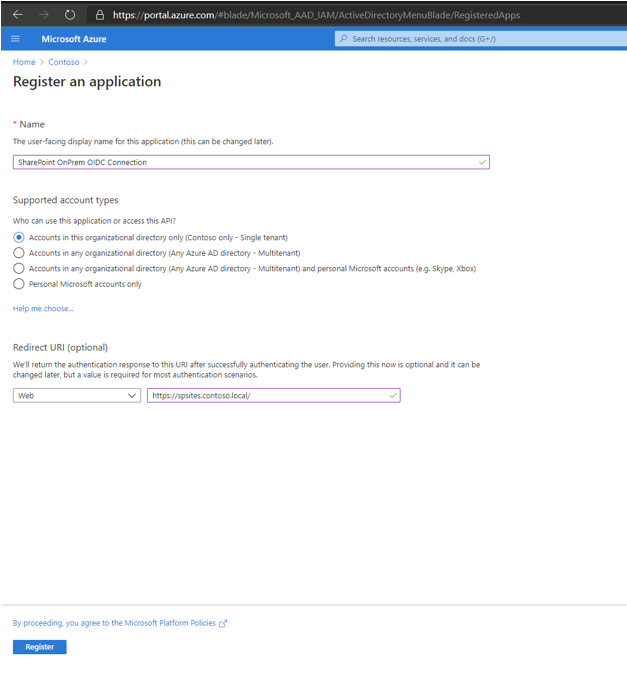 https://portal.azure.com/#blade/Microsoft_AAD_IAM/ActiveDirectoryMenuBlade/RegisteredApps
Microsoft Azure
Search resources, services, and docs (G+/)
Home > Contoso >
Register an application
* Name
The user-facing display name for this application (this can be changed later).
SharePoint OnPrem OIDC Connection
Supported account types
Who can use this application or access this API?
Accounts in this organizational directory only (Contoso only - Single tenant)
Accounts in any organizational directory (Any Azure AD directory - Multitenant)
Accounts in any organizational directory (Any Azure AD directory - Multitenant) and personal Microsoft accounts (e.g. Skype, Xbox)
Personal Microsoft accounts only
Help me choose...
Redirect URI (optional)
We'll return the authentication response to this URI after successfully authenticating the user. Providing this now is optional and it can be
changed later, but a value is required for most authentication scenarios.
Web
https://spsites.contoso.local/
By proceeding, you agree to the Microsoft Platform Policies
Register